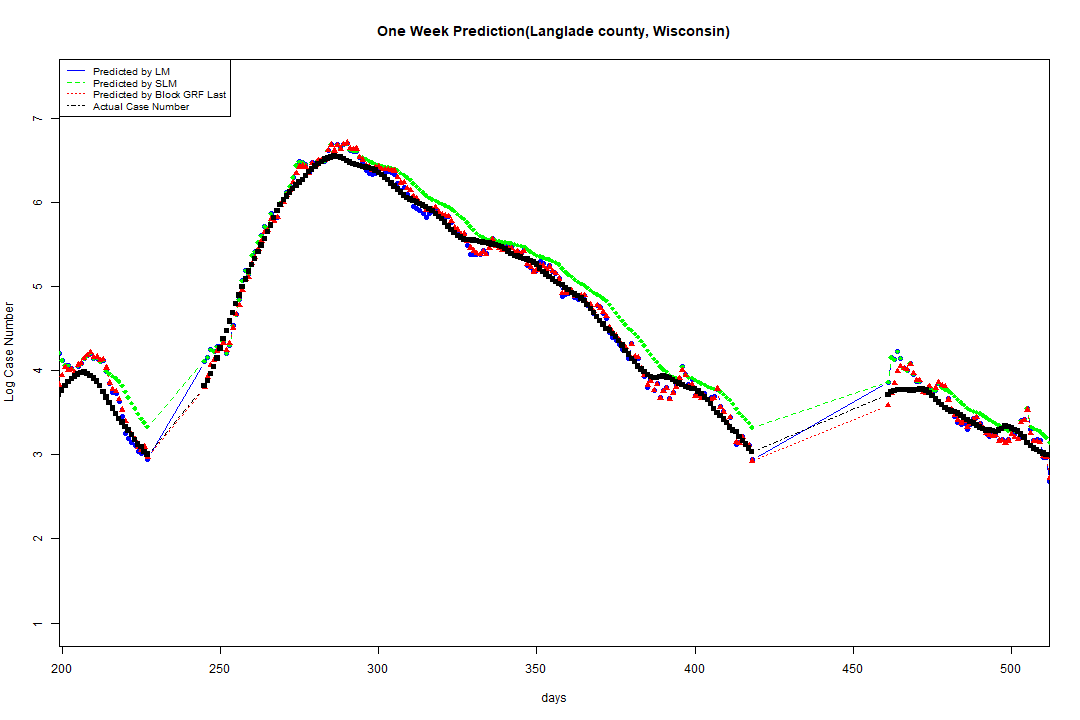 One Week Prediction(Langlade county, Wisconsin)
Predicted by LM
Predicted by SLM
Predicted by Block GRF Last
Actual Case Number
Log Case Number
7
6
5
4
3
2
1
200 250 300 350 400 450 500
days